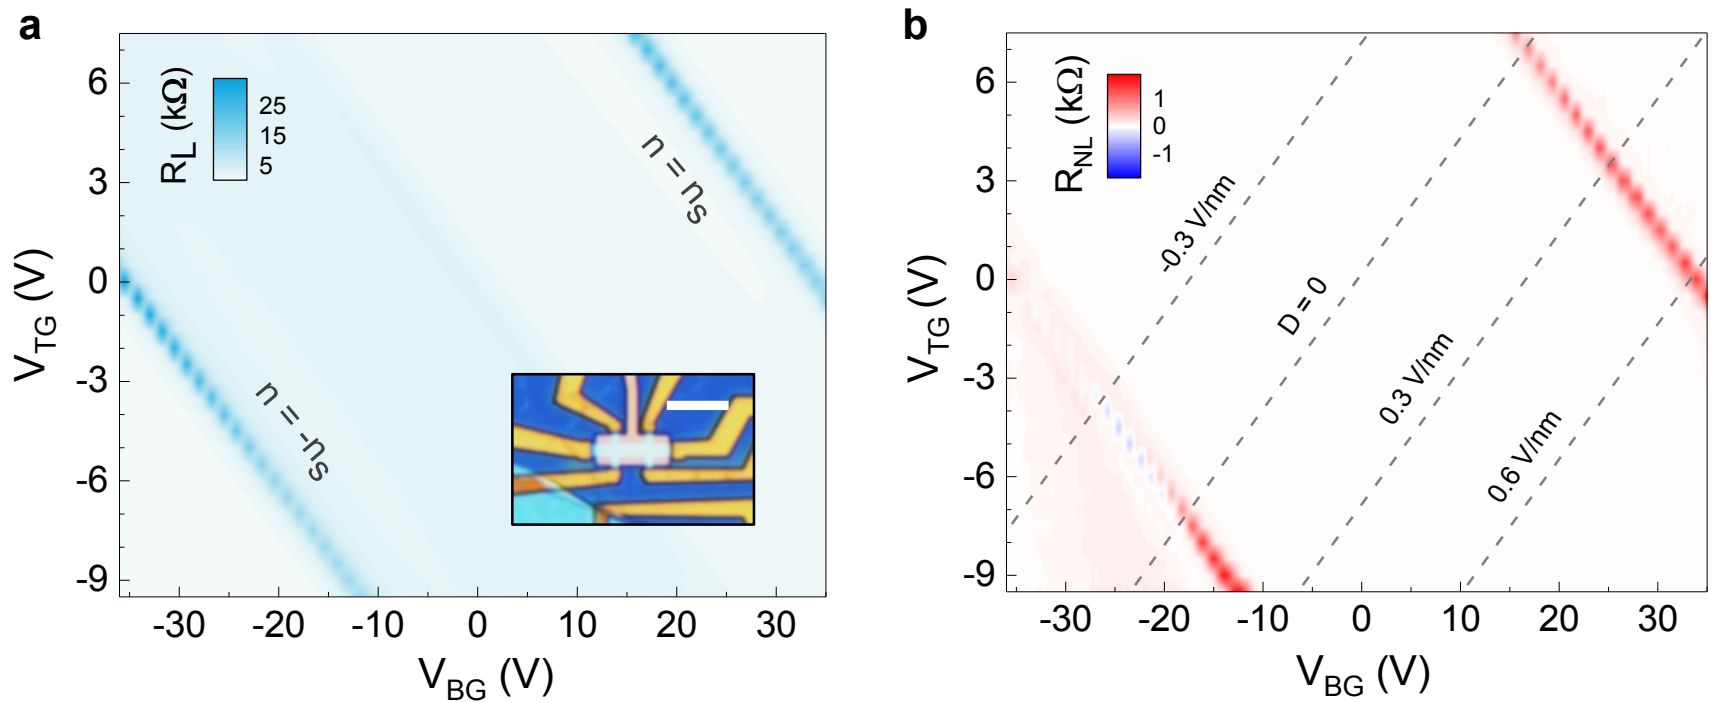 a
R_L (kΩ)
25
15
5
n = n_s
n = -n_s
6
3
0
-3
-6
-9
V_TG (V)
-30
-20
-10
0
10
20
30
V_BG (V)
b
R_NL (kΩ)
1
0
-1
-0.3 V/nm
D = 0
0.3 V/nm
0.6 V/nm
6
3
0
-3
-6
-9
V_TG (V)
-30
-20
-10
0
10
20
30
V_BG (V)